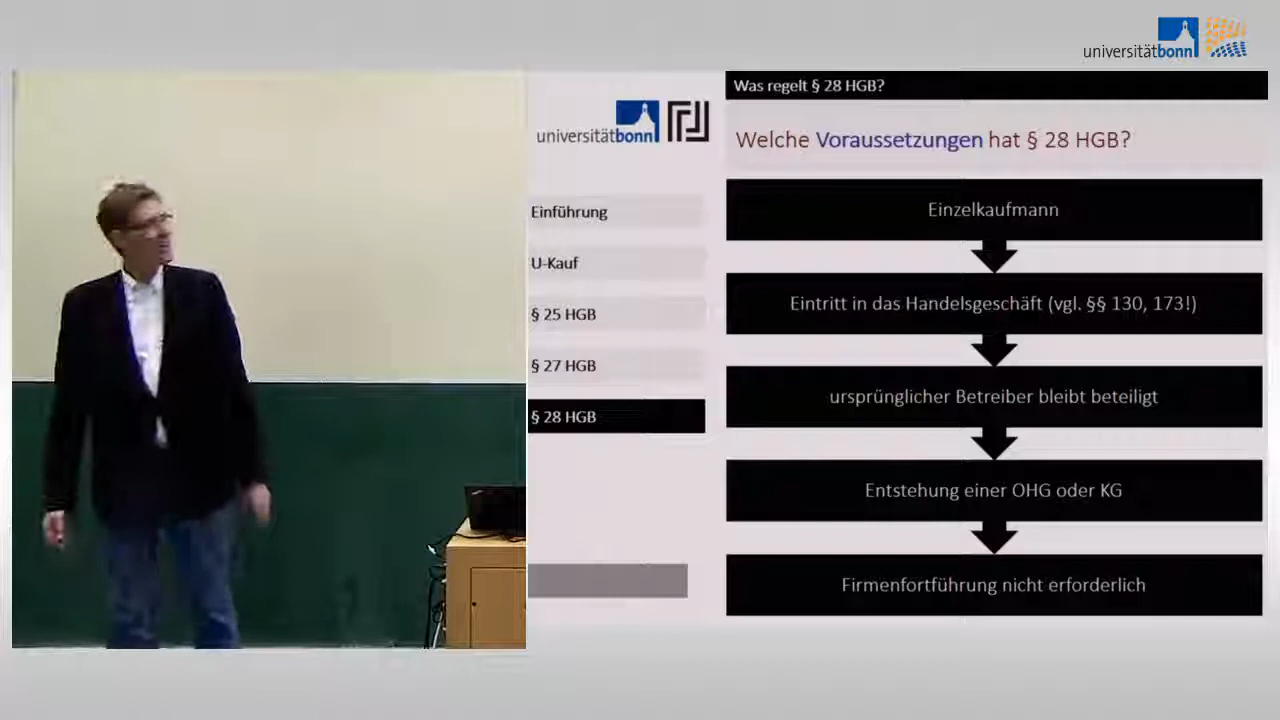 universitätbonn
universitätbonn
Einführung
U-Kauf
§ 25 HGB
§ 27 HGB
§ 28 HGB
Was regelt § 28 HGB?
Welche Voraussetzungen hat § 28 HGB?
Einzelkaufmann
Eintritt in das Handelsgeschäft (vgl. §§ 130, 173!)
ursprünglicher Betreiber bleibt beteiligt
Entstehung einer OHG oder KG
Firmenfortführung nicht erforderlich